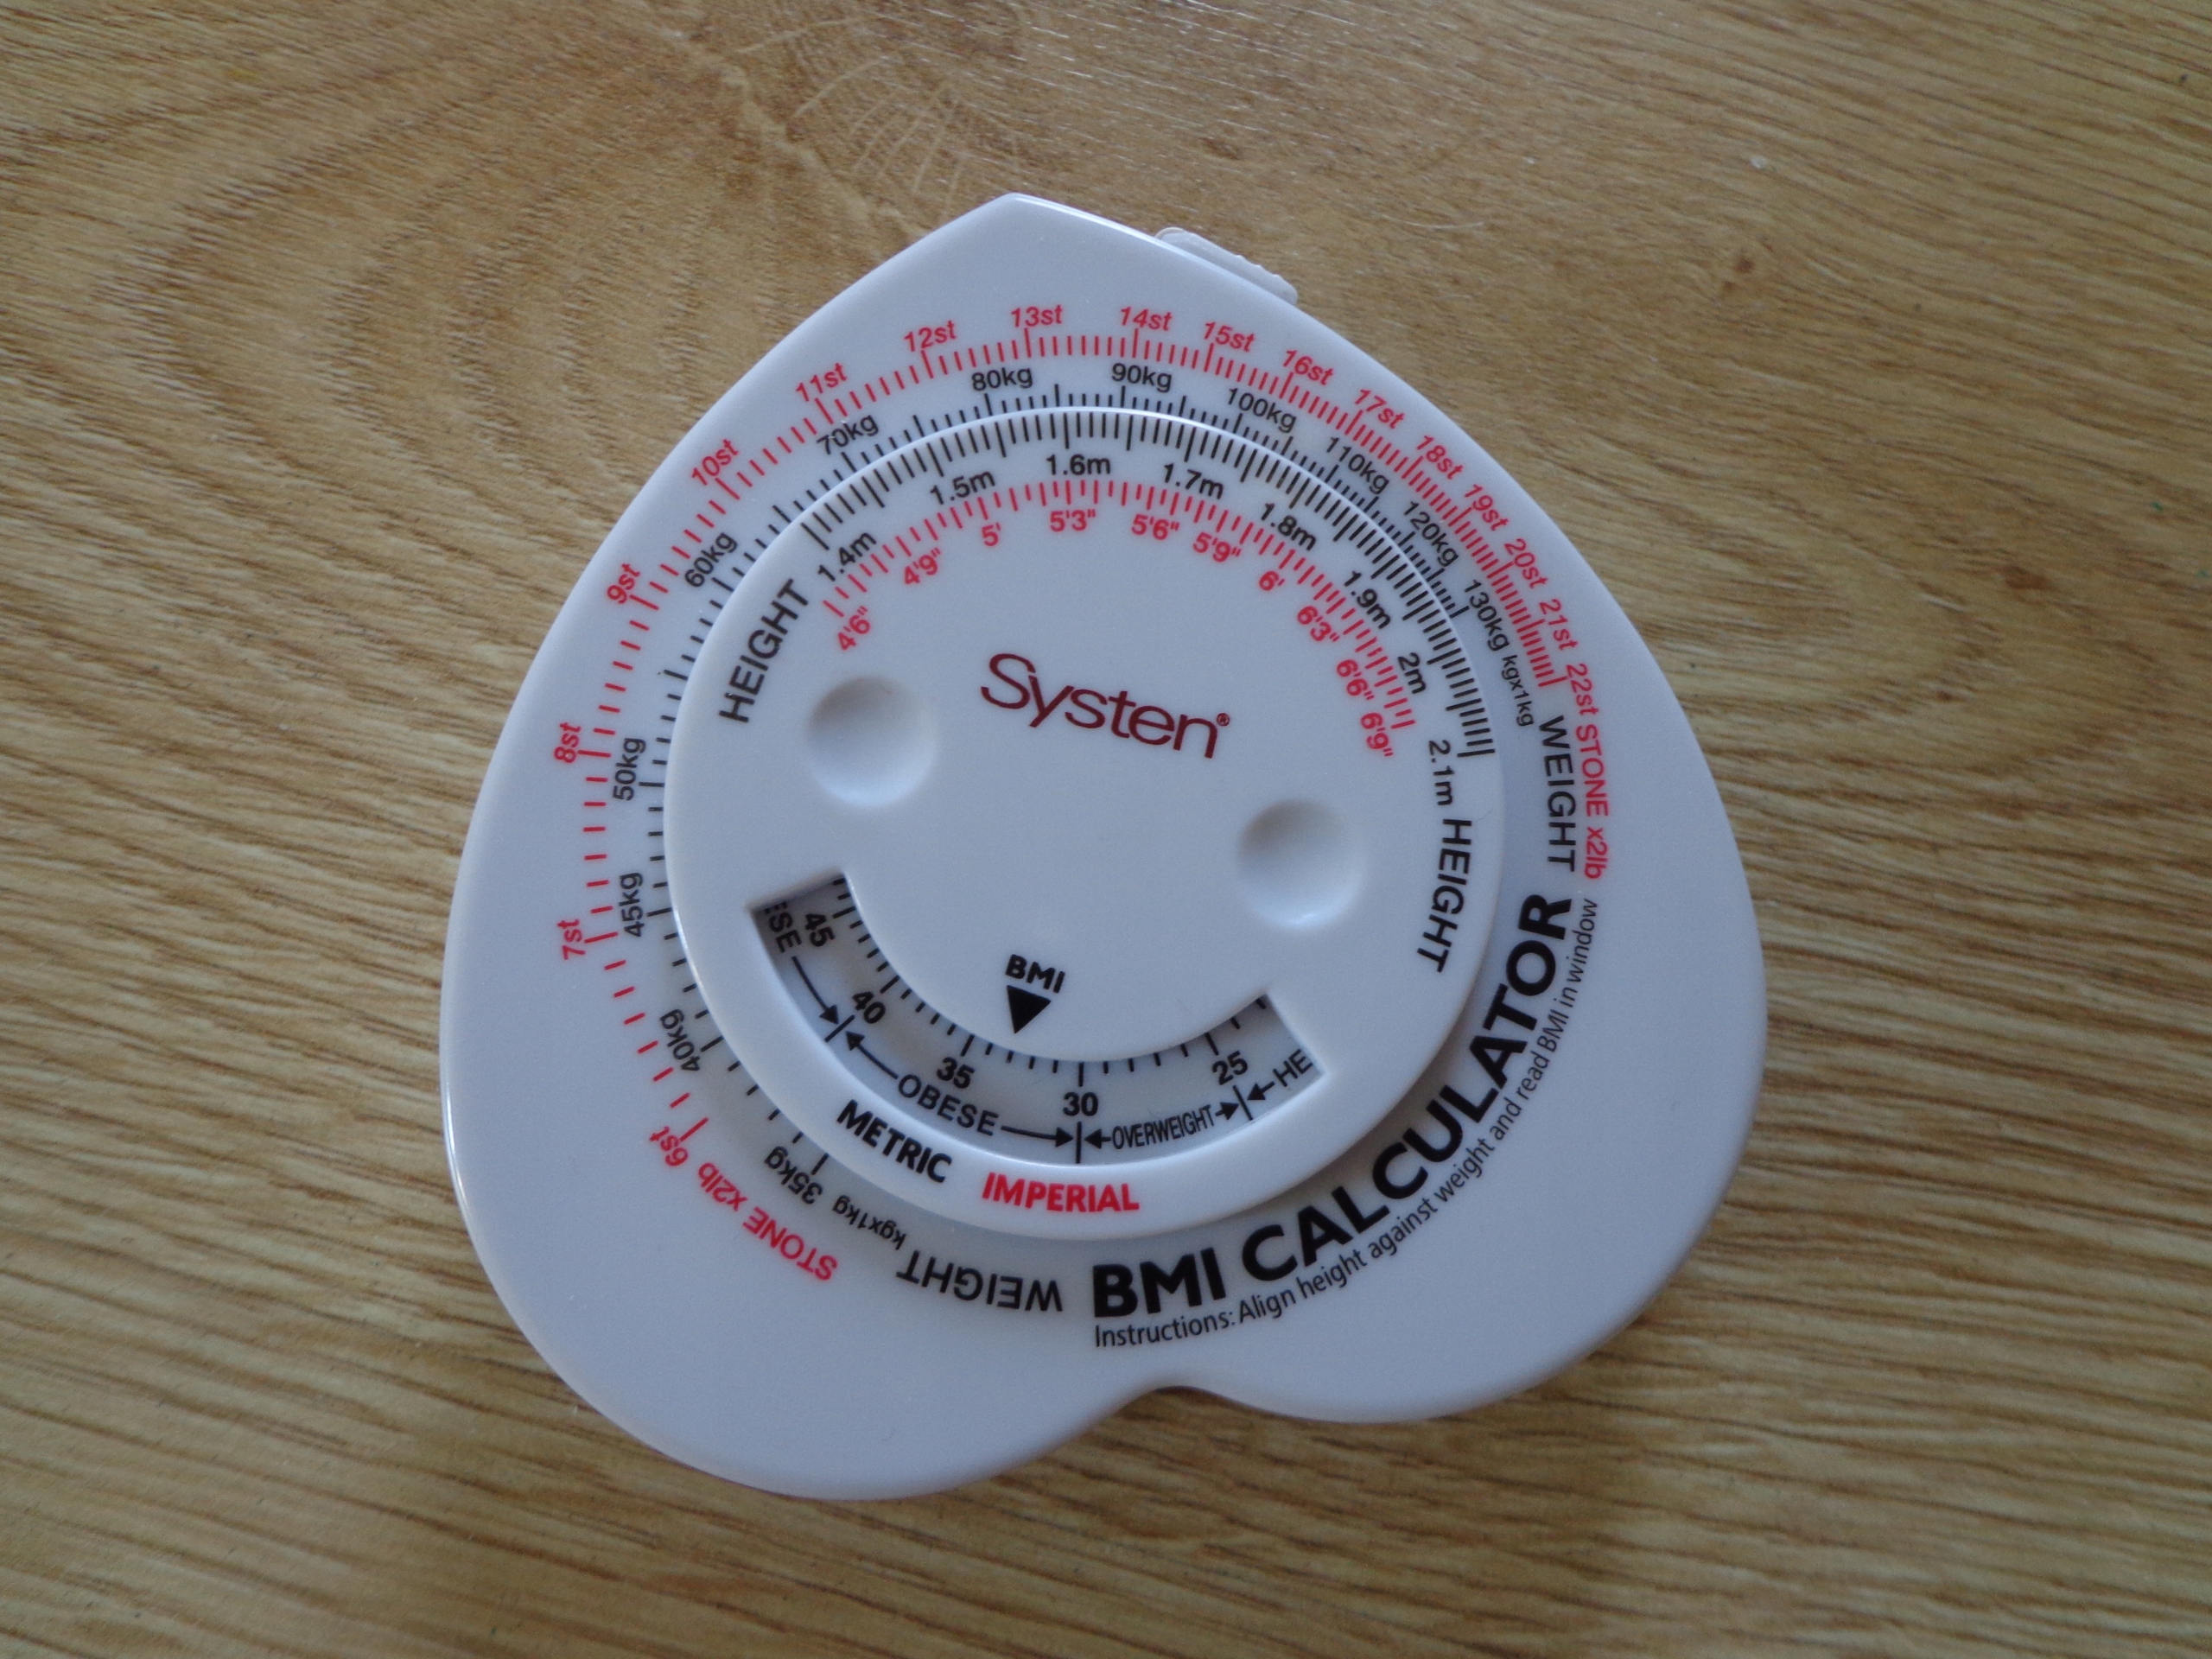 6st 7st 8st 9st 10st 11st 12st 13st 14st 15st 16st 17st 18st 19st 20st 21st 22st STONE x2lb
STONE x2lb
35kg 40kg 45kg 50kg 60kg 70kg 80kg 90kg 100kg 110kg 120kg 130kg kgx1kg
kgx1kg
WEIGHT
WEIGHT
HEIGHT
1.4m 1.5m 1.6m 1.7m 1.8m 1.9m 2m 2.1m HEIGHT
4'6" 4'9" 5' 5'3" 5'6" 5'9" 6' 6'3" 6'6" 6'9"
Systen®
BMI
45 40 35 30 25
ESE OBESE OVERWEIGHT HE
METRIC IMPERIAL
BMI CALCULATOR
Instructions: Align height against weight and read BMI in window